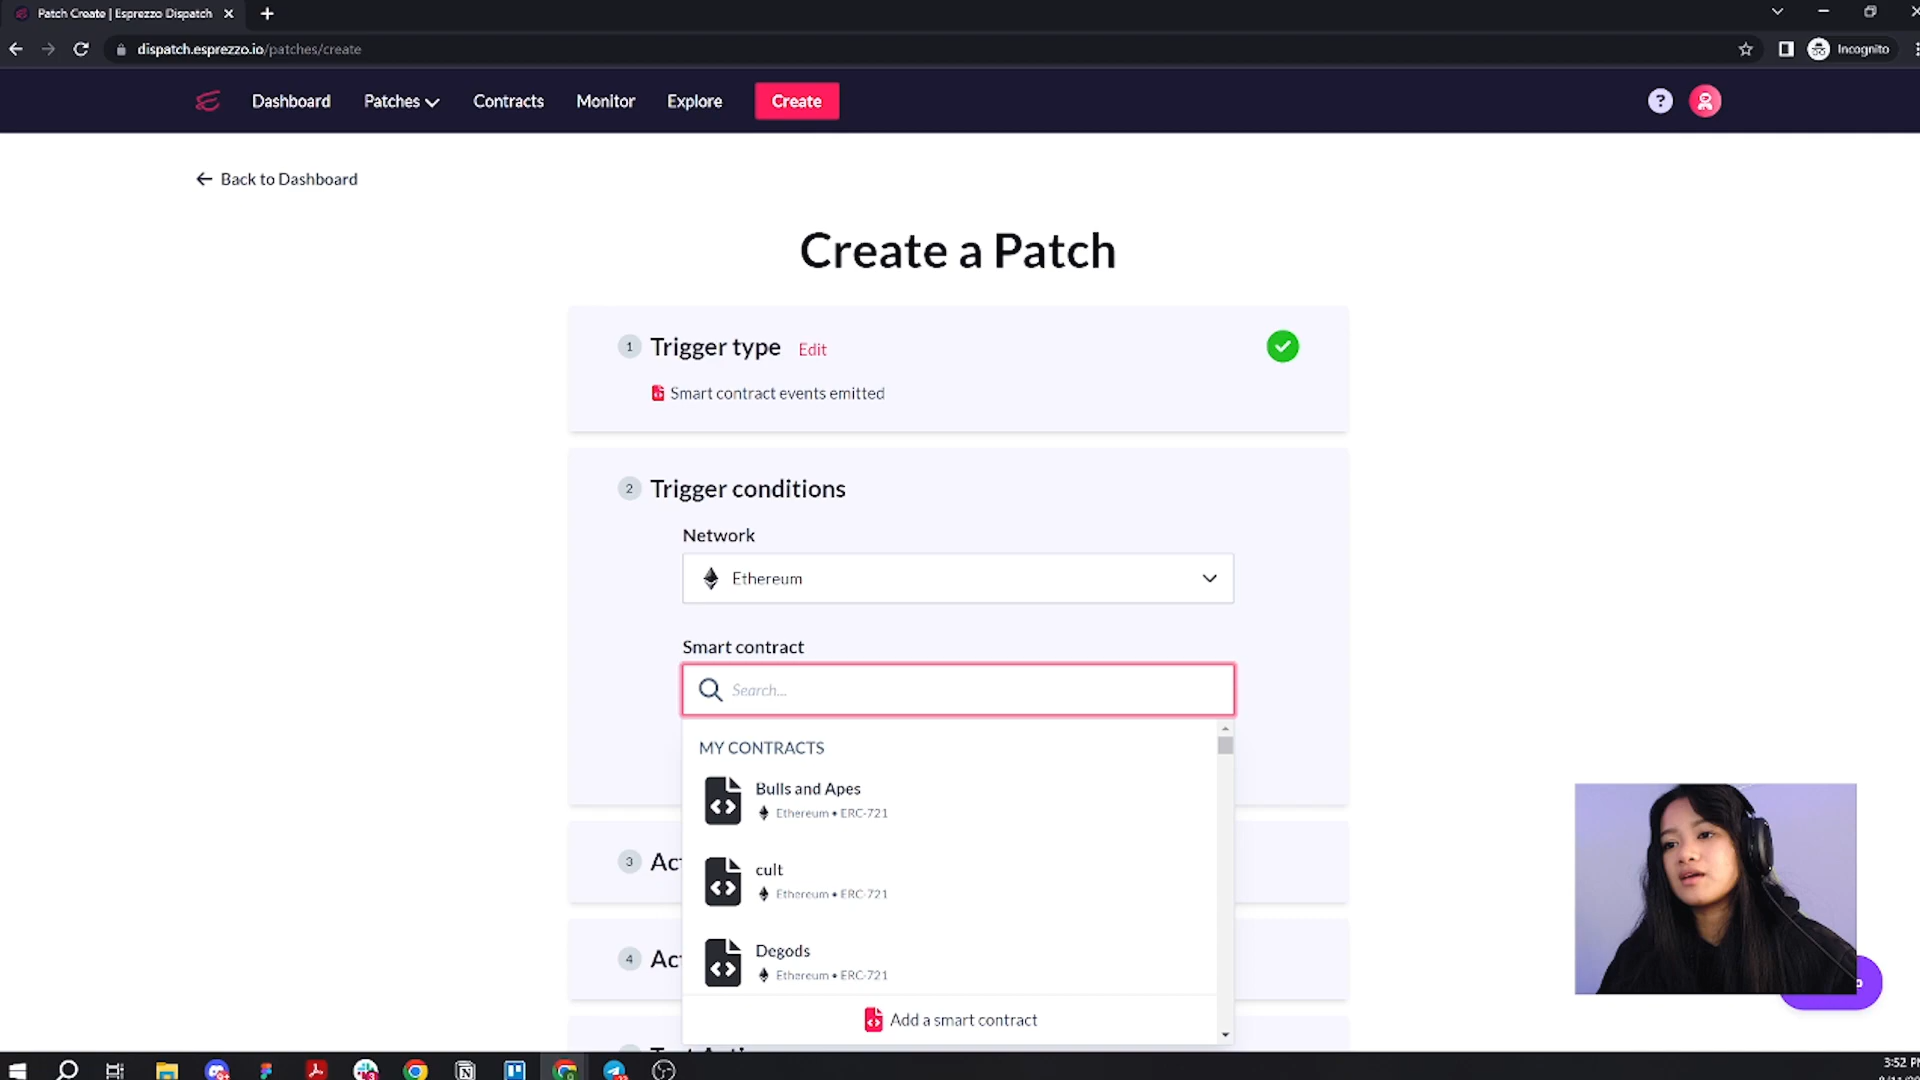 Patch Create | Esprezzo Dispatch
dispatch.esprezzo.io/patches/create
Incognito
Dashboard
Patches
Contracts
Monitor
Explore
Create
?
Back to Dashboard
Create a Patch
1 Trigger type Edit
Smart contract events emitted
2 Trigger conditions
Network
Ethereum
Smart contract
Search...
MY CONTRACTS
Bulls and Apes
Ethereum • ERC-721
cult
Ethereum • ERC-721
Degods
Ethereum • ERC-721
3
4
Add a smart contract
3:52